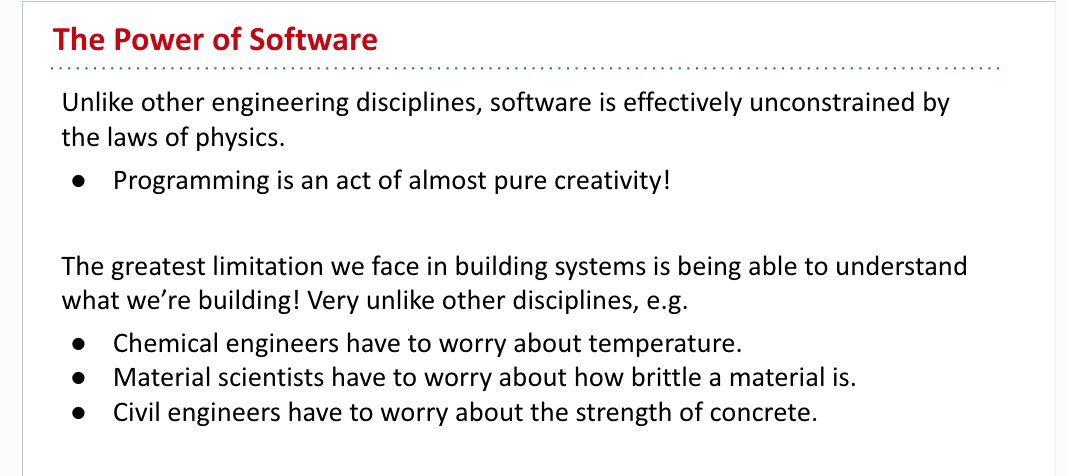 The Power of Software
Unlike other engineering disciplines, software is effectively unconstrained by
the laws of physics.
● Programming is an act of almost pure creativity!
The greatest limitation we face in building systems is being able to understand
what we’re building! Very unlike other disciplines, e.g.
● Chemical engineers have to worry about temperature.
● Material scientists have to worry about how brittle a material is.
● Civil engineers have to worry about the strength of concrete.